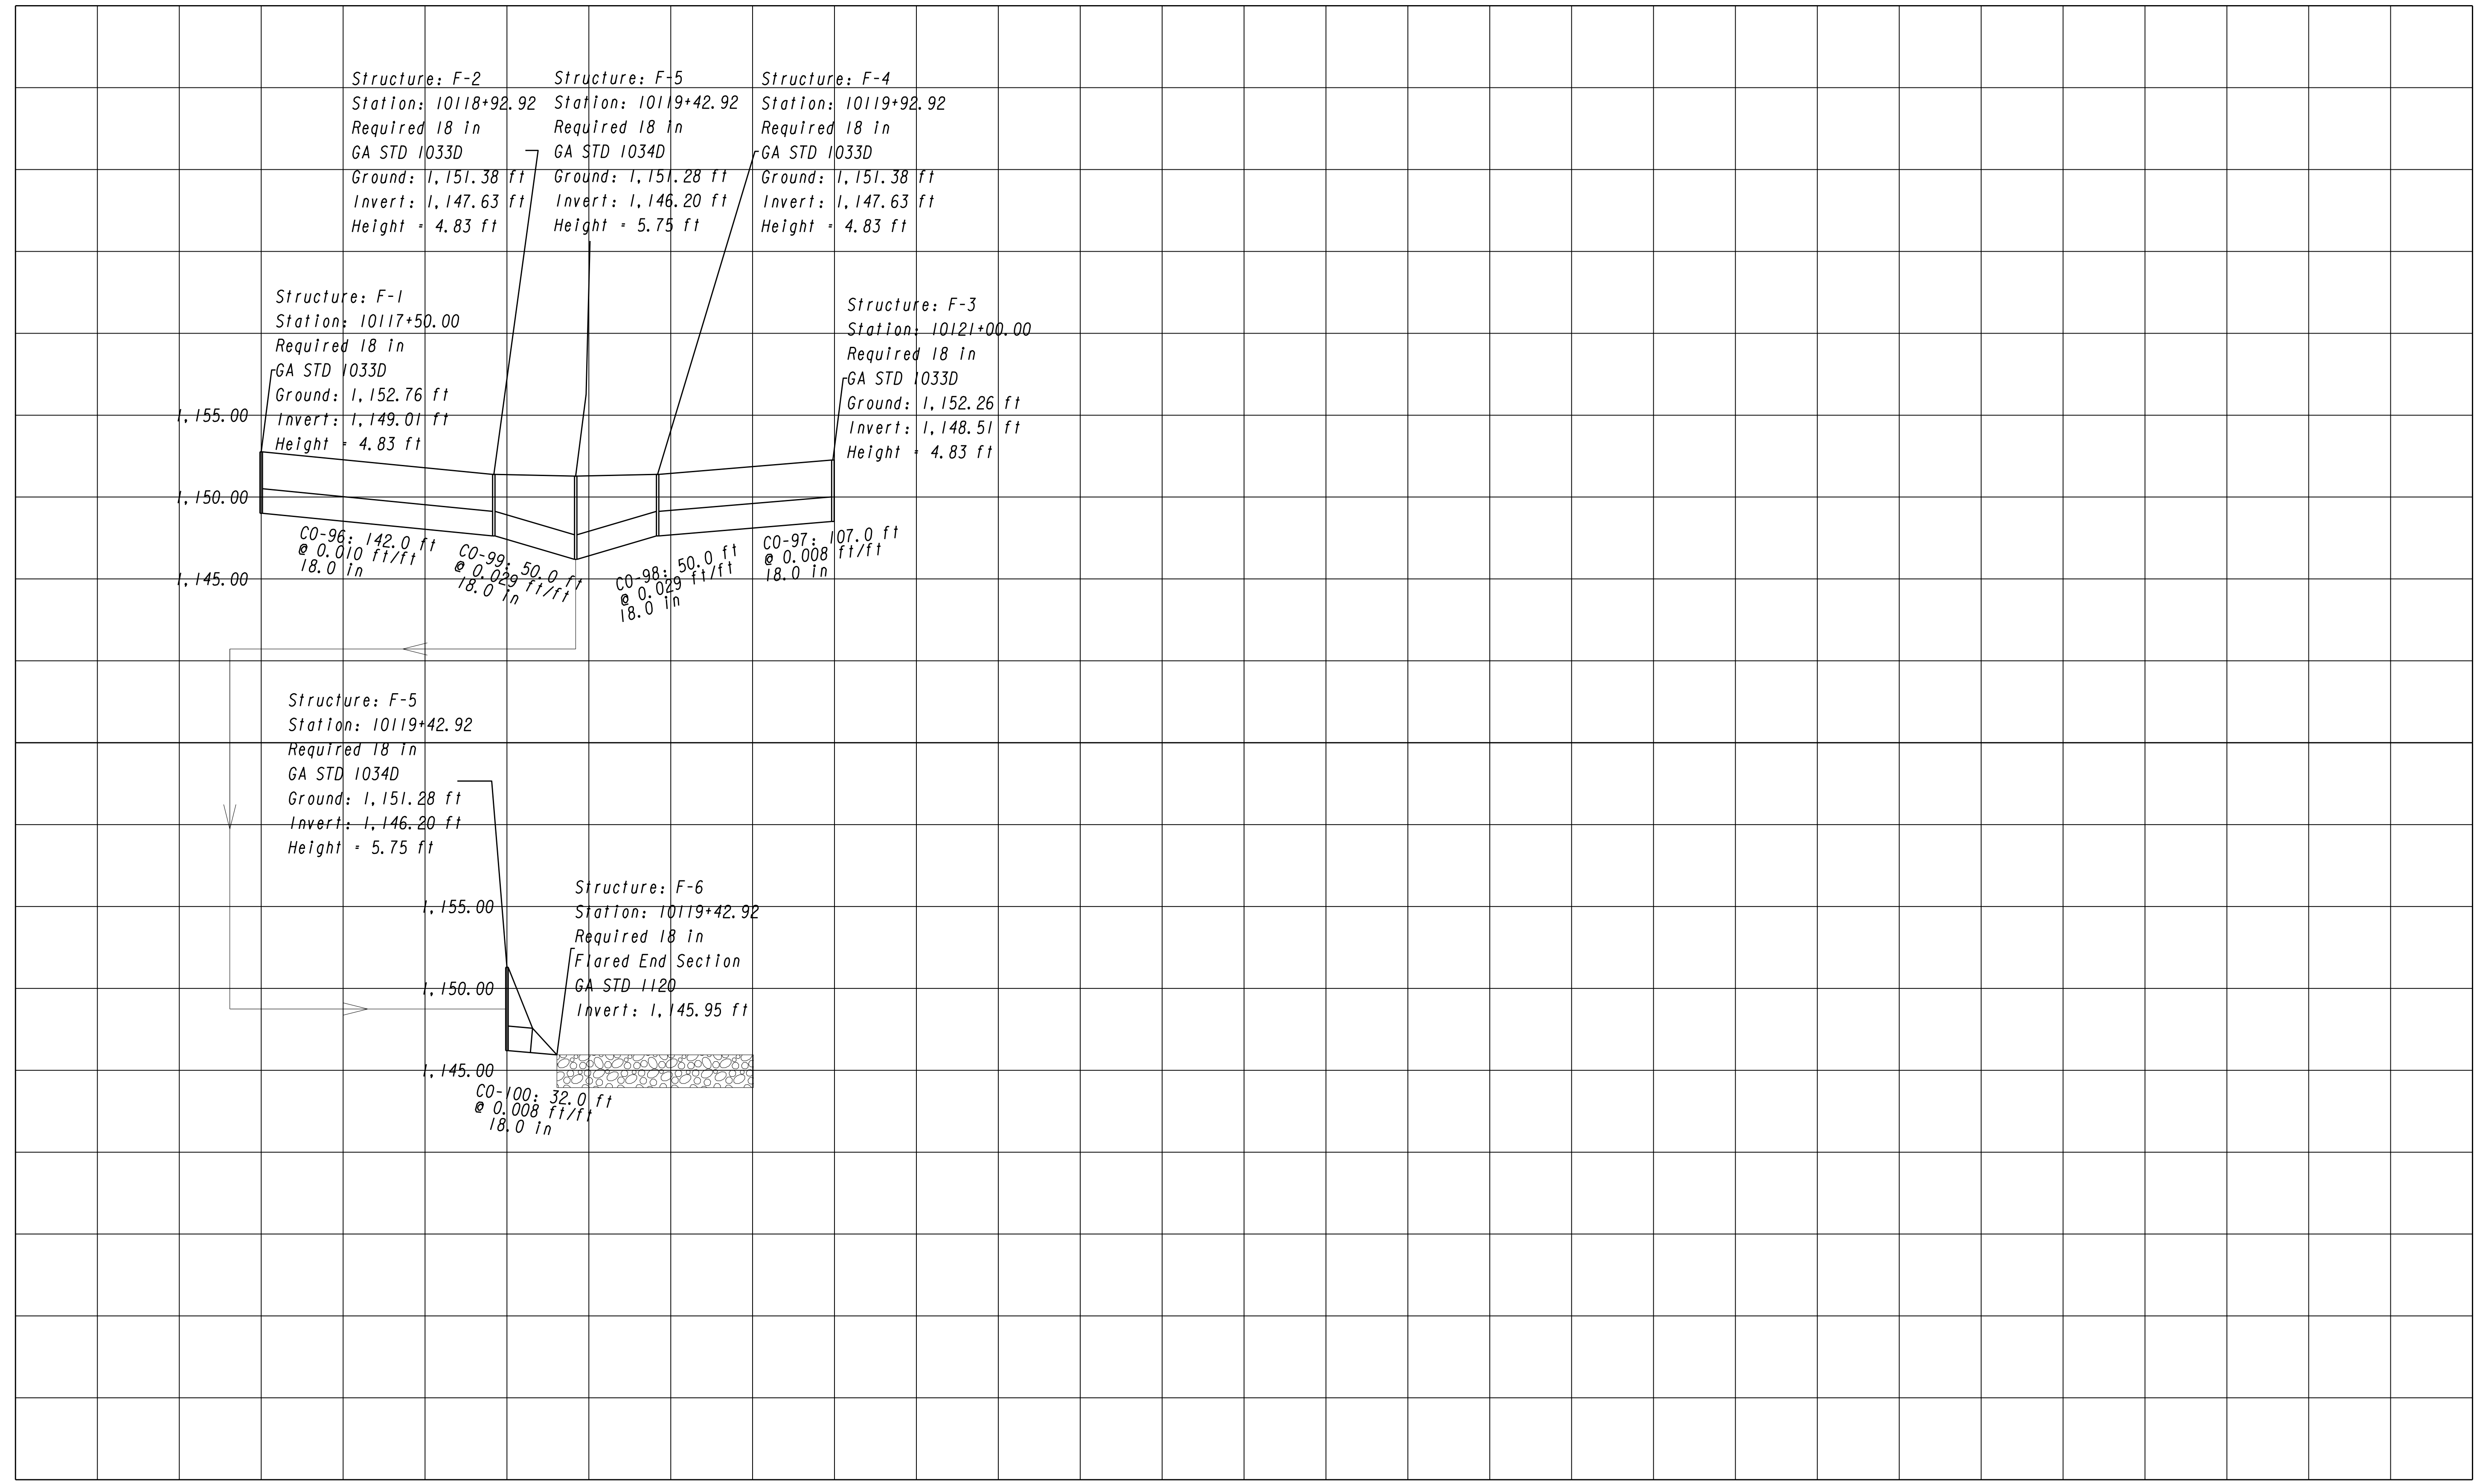 Structure: F-2
Station: 10118+92.92
Required 18 in
GA STD 1033D
Ground: 1,151.38 ft
Invert: 1,147.63 ft
Height = 4.83 ft
Structure: F-5
Station: 10119+42.92
Required 18 in
GA STD 1034D
Ground: 1,151.28 ft
Invert: 1,146.20 ft
Height = 5.75 ft
Structure: F-4
Station: 10119+92.92
Required 18 in
GA STD 1033D
Ground: 1,151.38 ft
Invert: 1,147.63 ft
Height = 4.83 ft
Structure: F-1
Station: 10117+50.00
Required 18 in
GA STD 1033D
Ground: 1,152.76 ft
Invert: 1,149.01 ft
Height = 4.83 ft
Structure: F-3
Station: 10121+00.00
Required 18 in
GA STD 1033D
Ground: 1,152.26 ft
Invert: 1,148.51 ft
Height = 4.83 ft
1,155.00
1,150.00
1,145.00
CO-96: 142.0 ft
@ 0.010 ft/ft
18.0 in
CO-99: 50.0 ft
@ 0.029 ft/ft
18.0 in
CO-98: 50.0 ft
@ 0.029 ft/ft
18.0 in
CO-97: 107.0 ft
@ 0.008 ft/ft
18.0 in
Structure: F-5
Station: 10119+42.92
Required 18 in
GA STD 1034D
Ground: 1,151.28 ft
Invert: 1,146.20 ft
Height = 5.75 ft
Structure: F-6
Station: 10119+42.92
Required 18 in
Flared End Section
GA STD 1120
Invert: 1,145.95 ft
1,155.00
1,150.00
1,145.00
CO-100: 32.0 ft
@ 0.008 ft/ft
18.0 in